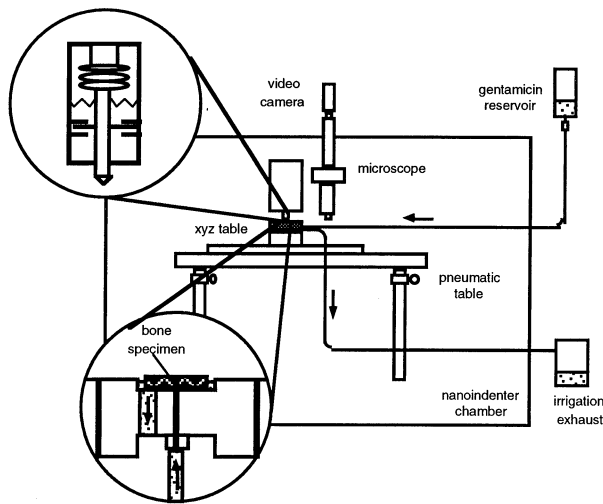 video
camera
gentamicin
reservoir
microscope
xyz table
pneumatic
table
bone
specimen
nanoindenter
chamber
irrigation
exhaust